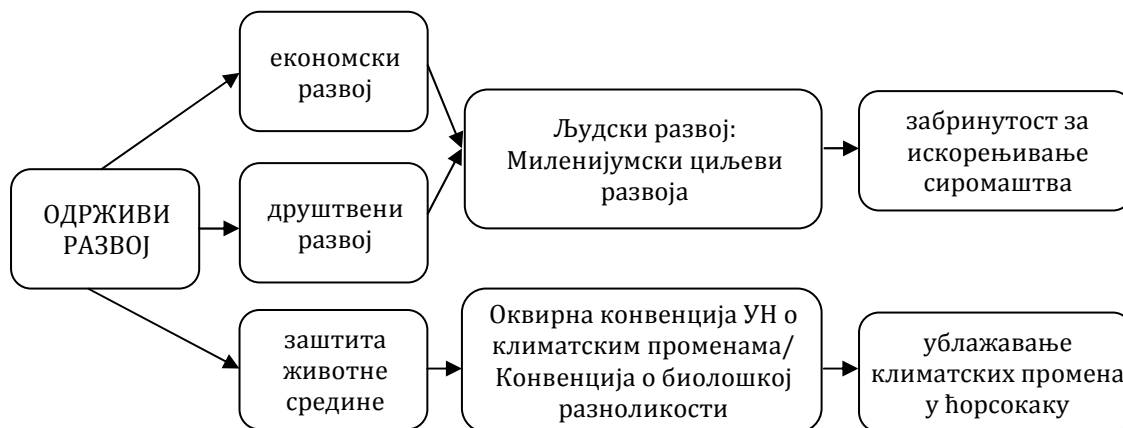 ОДРЖИВИ
РАЗВОЈ
економски
развој
друштвени
развој
заштита
животне
средине
Људски развој:
Миленијумски циљеви
развоја
Оквирна конвенција УН о
климатским променама/
Конвенција о биолошкој
разноликости
забринутост за
искорењивање
сиромаштва
ублажавање
климатских промена
у ћорсокаку